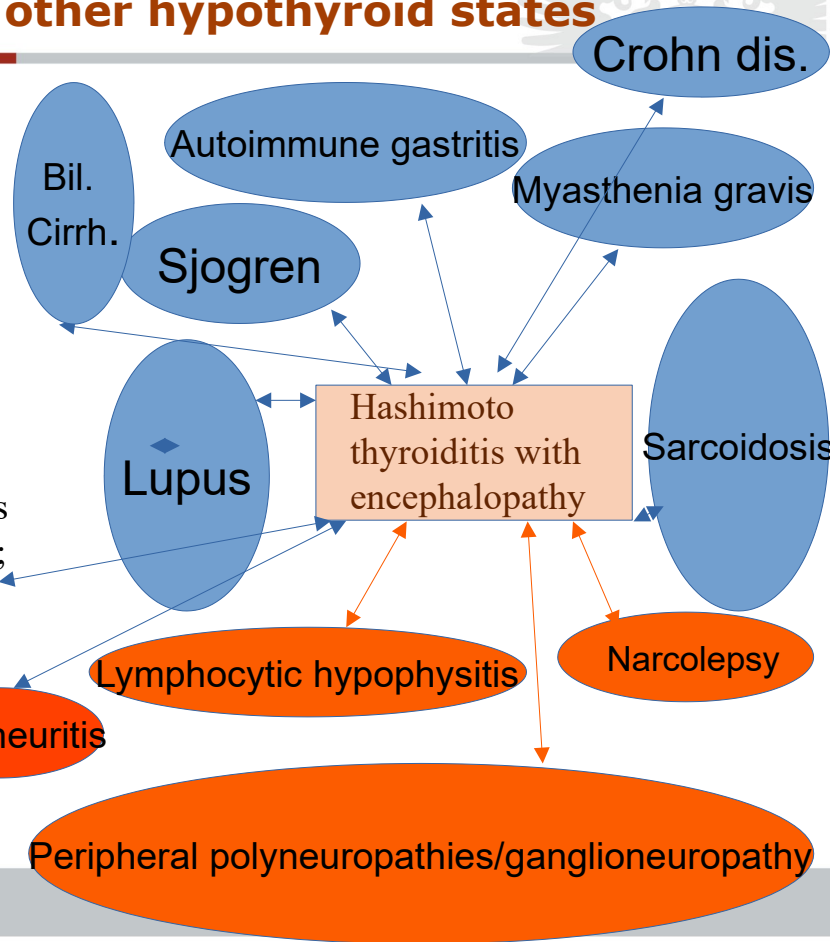 other hypothyroid states
Crohn dis.
Autoimmune gastritis
Bil.
Cirrh.
Myasthenia gravis
Sjogren
Hashimoto
thyroiditis with
encephalopathy
Sarcoidosis
Lupus
s
;
Lymphocytic hypophysitis
Narcolepsy
neuritis
Peripheral polyneuropathies/ganglioneuropathy